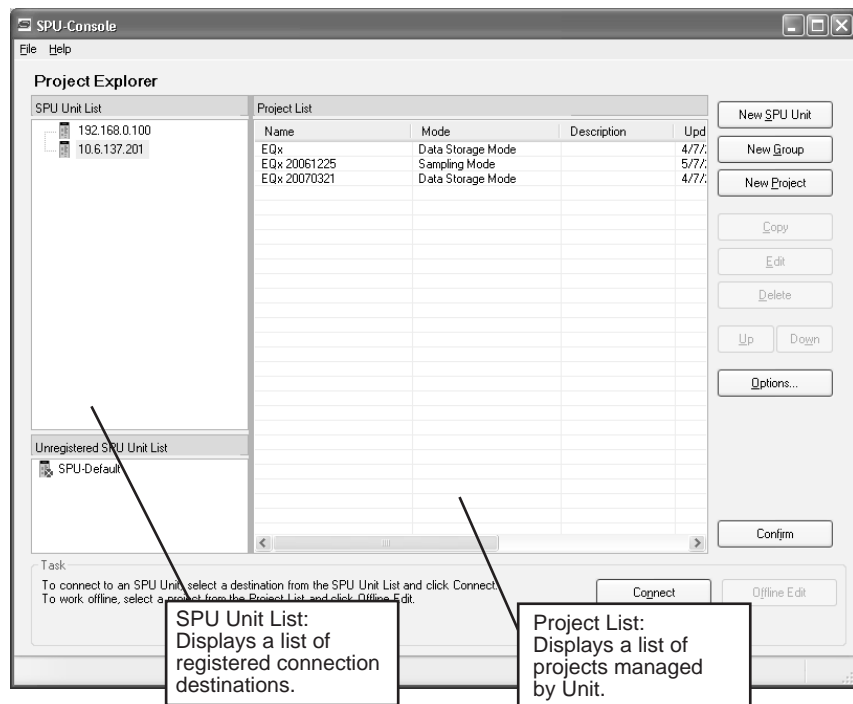 SPU-Console
File Help
Project Explorer
SPU Unit List
192.168.0.100
10.6.137.201
Project List
Name Mode Description Upd
EQx Data Storage Mode 4/7/
EQx 20061225 Sampling Mode 5/7/
EQx 20070321 Data Storage Mode 4/7/
New SPU Unit
New Group
New Project
Copy
Edit
Delete
Up Down
Options...
Unregistered SPU Unit List
SPU-Default
Confirm
Task
To connect to an SPU Unit, select a destination from the SPU Unit List and click Connect.
To work offline, select a project from the Project List and click Offline Edit.
Connect
Offline Edit
SPU Unit List:
Displays a list of
registered connection
destinations.
Project List:
Displays a list of
projects managed
by Unit.